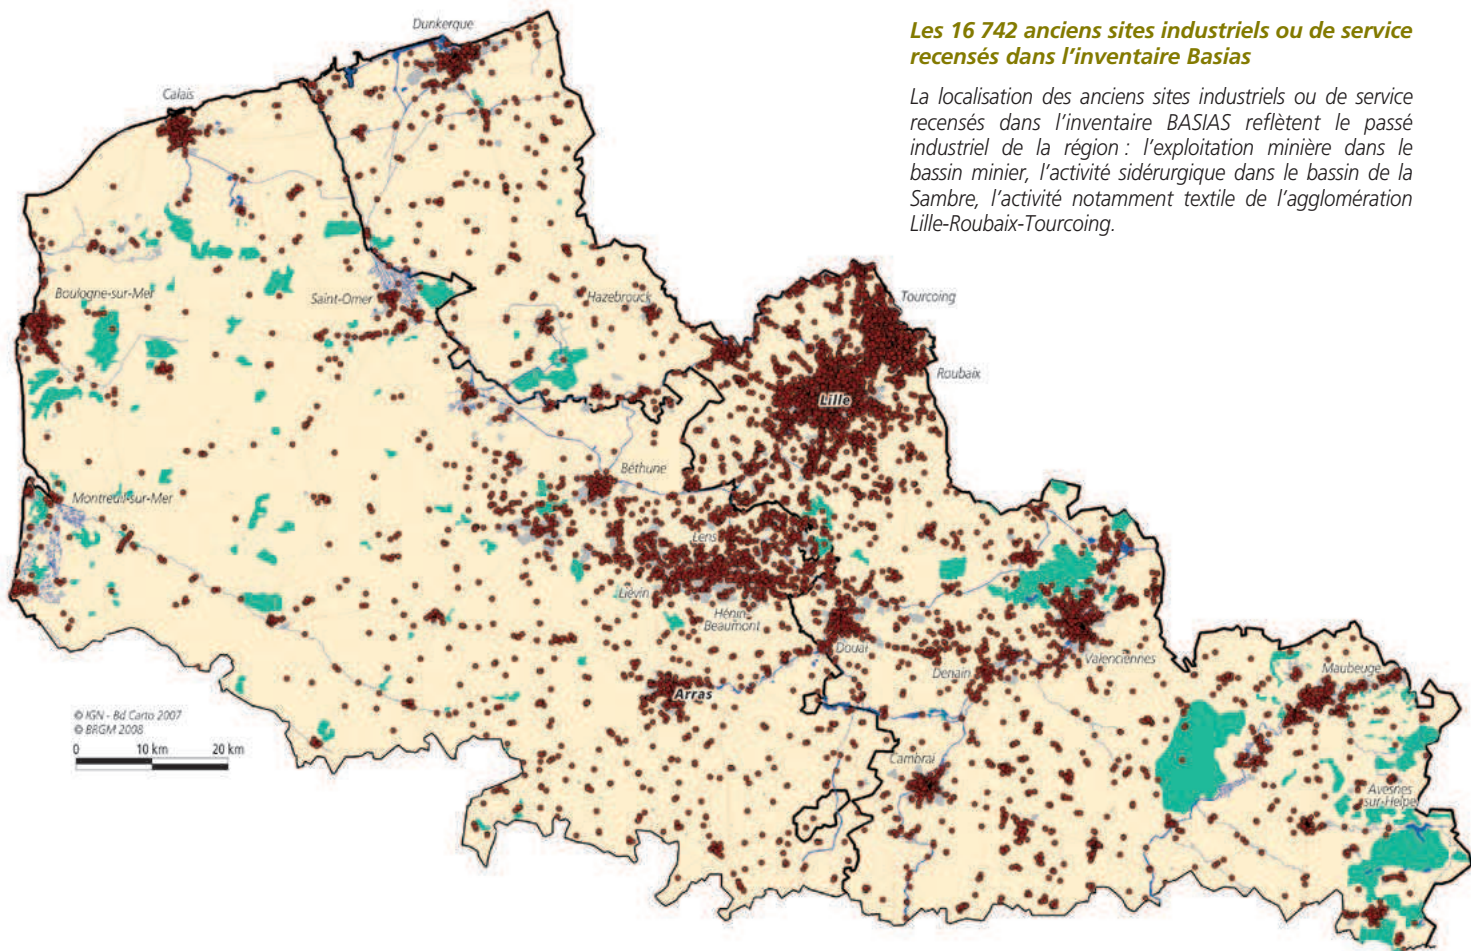 Les 16 742 anciens sites industriels ou de service
recensés dans l'inventaire Basias
La localisation des anciens sites industriels ou de service
recensés dans l'inventaire BASIAS reflètent le passé
industriel de la région : l'exploitation minière dans le
bassin minier, l'activité sidérurgique dans le bassin de la
Sambre, l'activité notamment textile de l'agglomération
Lille-Roubaix-Tourcoing.
Dunkerque
Calais
Boulogne-sur-Mer
Saint-Omer
Hazebrouck
Tourcoing
Roubaix
Lille
Béthune
Montreuil-sur-Mer
Lens
Liévin
Hénin-
Beaumont
Douai
Denain
Valenciennes
Maubeuge
Arras
Cambrai
Avesnes
sur-Helpe
© IGN - Bd Carto 2007
© BRGM 2008
0 10 km 20 km